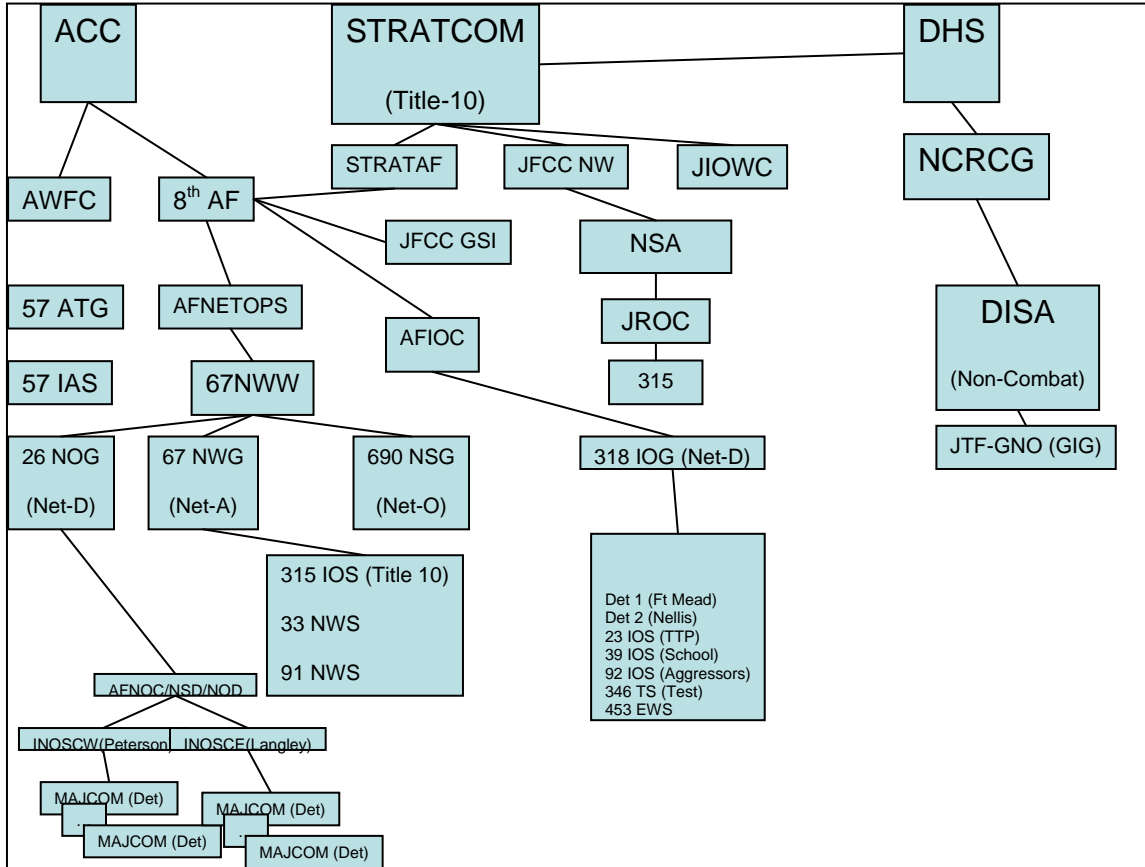 ACC
STRATCOM
(Title-10)
DHS
STRATAF
JFCC NW
JIOWC
NCRCG
AWFC
8th AF
JFCC GSI
NSA
57 ATG
AFNETOPS
AFIOC
JROC
DISA
(Non-Combat)
57 IAS
67NWW
315
26 NOG
(Net-D)
67 NWG
(Net-A)
690 NSG
(Net-O)
318 IOG (Net-D)
JTF-GNO (GIG)
315 IOS (Title 10)
33 NWS
91 NWS
Det 1 (Ft Mead)
Det 2 (Nellis)
23 IOS (TTP)
39 IOS (School)
92 IOS (Aggressors)
346 TS (Test)
453 EWS
AFNOC/NSD/NOD
INOSCW(Peterson)
INOSCE(Langley)
MAJCOM (Det)
...
MAJCOM (Det)
MAJCOM (Det)
...
MAJCOM (Det)